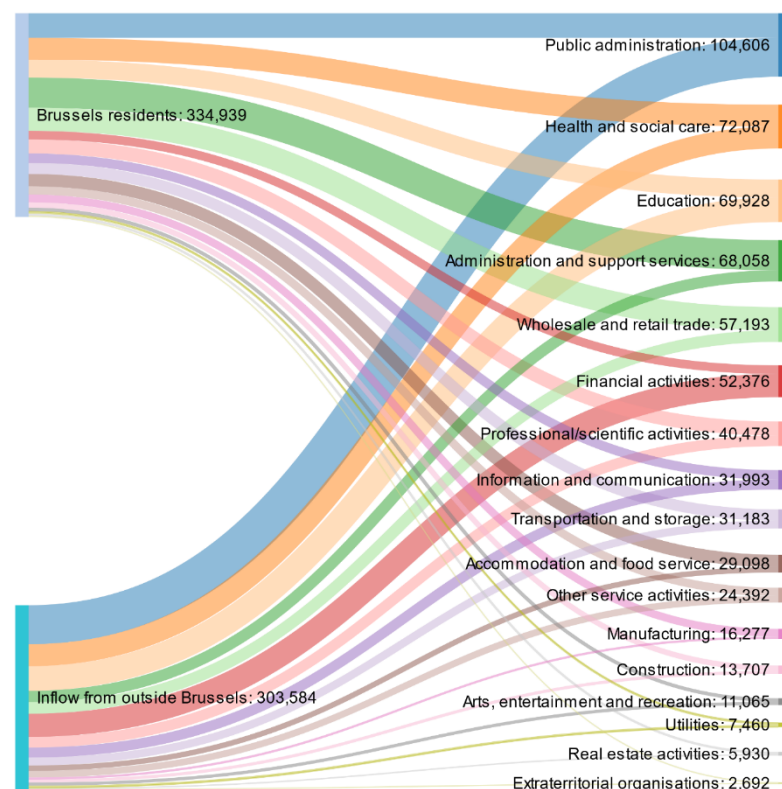 Public administration: 104,606
Brussels residents: 334,939
Health and social care: 72,087
Education: 69,928
Administration and support services: 68,058
Wholesale and retail trade: 57,193
Financial activities: 52,376
Professional/scientific activities: 40,478
Information and communication: 31,993
Transportation and storage: 31,183
Accommodation and food service: 29,098
Other service activities: 24,392
Manufacturing: 16,277
Construction: 13,707
Inflow from outside Brussels: 303,584
Arts, entertainment and recreation: 11,065
Utilities: 7,460
Real estate activities: 5,930
Extraterritorial organisations: 2,692